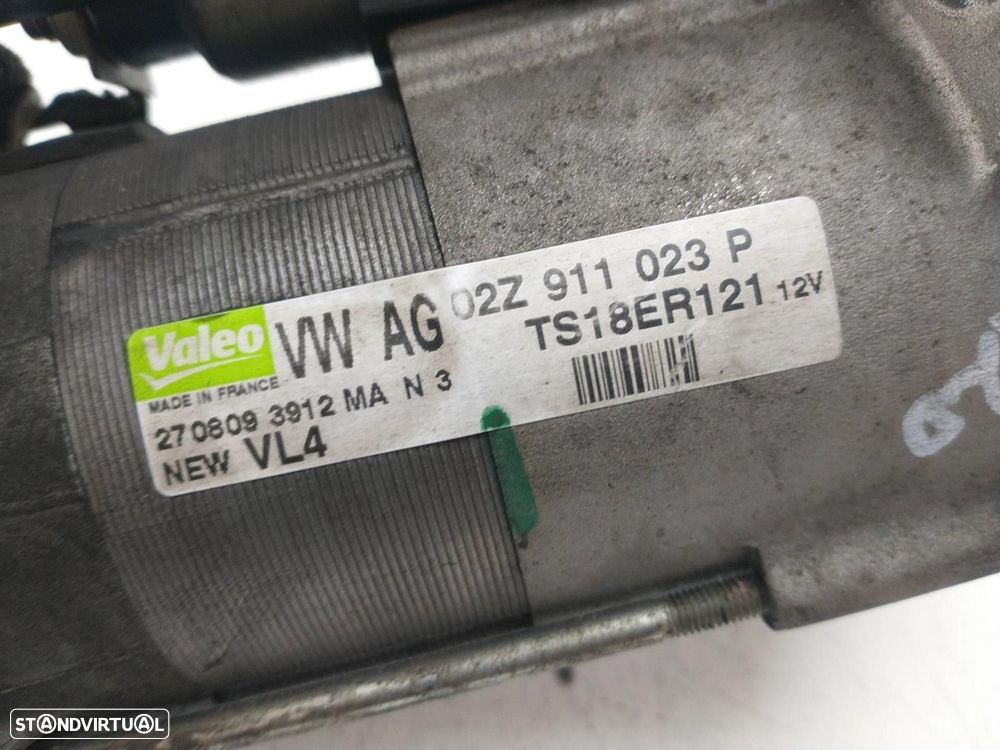 Valeo VW AG 02Z 911 023 P
MADE IN FRANCE TS18ER121 12V
270809 3912 MA N 3
NEW VL4
STANDVIRTUAL